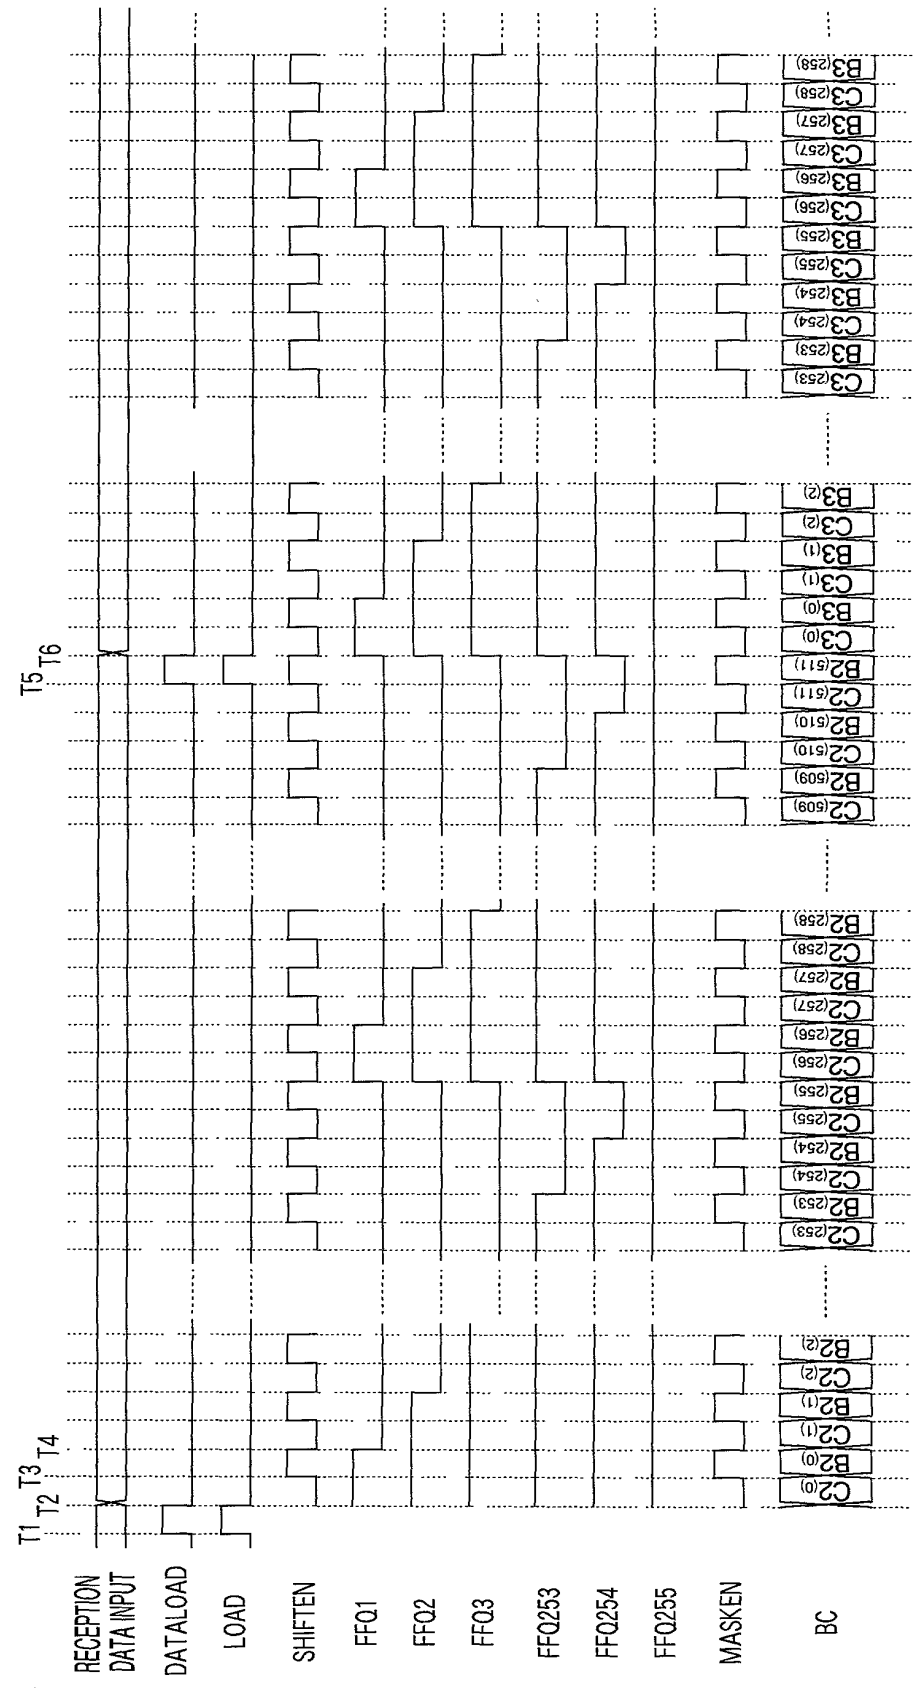 T1
T2
T3
T4
T5
T6
RECEPTION
DATA INPUT
DATALOAD
LOAD
SHIFTEN
FFQ1
FFQ2
FFQ3
FFQ253
FFQ254
FFQ255
MASKEN
BC
C2(0) B2(0) C2(1) B2(1) C2(2) B2(2)
C2(253) B2(253) C2(254) B2(254) C2(255) B2(255) C2(256) B2(256) C2(257) B2(257) C2(258) B2(258)
C2(509) B2(509) C2(510) B2(510) C2(511) B2(511) C3(0) B3(0) C3(1) B3(1) C3(2) B3(2)
C3(253) B3(253) C3(254) B3(254) C3(255) B3(255) C3(256) B3(256) C3(257) B3(257) C3(258) B3(258)